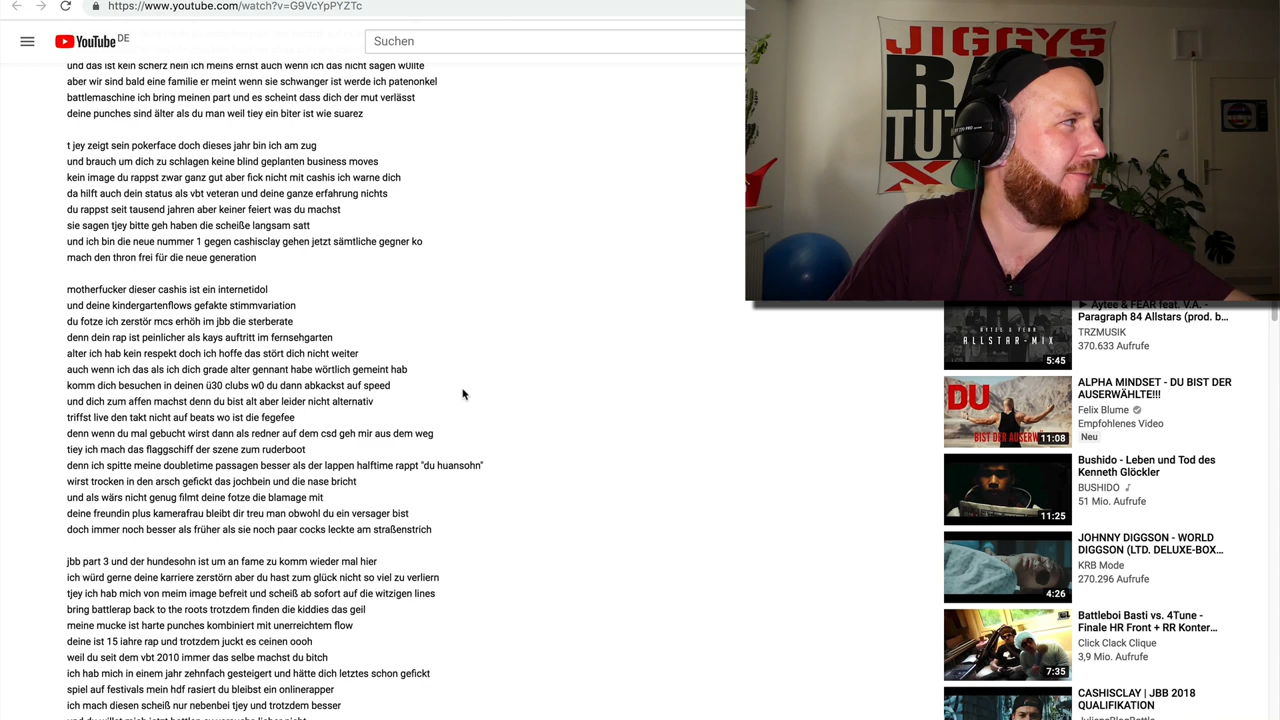 https://www.youtube.com/watch?v=G9VcYpPYZTc
YouTube DE
Suchen
und das ist kein scherz nein ich meins ernst auch wenn ich das nicht sagen w0llte
aber wir sind bald eine familie er meint wenn sie schwanger ist werde ich patenonkel
battlemaschine ich bring meinen part und es scheint dass dich der mut verlässt
deine punches sind älter als du man weil tiey ein biter ist wie suarez
t jey zeigt sein pokerface doch dieses jahr bin ich am zug
und brauch um dich zu schlagen keine blind geplanten business moves
kein image du rappst zwar ganz gut aber fick nicht mit cashis ich warne dich
da hilft auch dein status als vbt veteran und deine ganze erfahrung nichts
du rappst seit tausend jahren aber keiner feiert was du machst
sie sagen tjey bitte geh haben die scheiße langsam satt
und ich bin die neue nummer 1 gegen cashisclay gehen jetzt sämtliche gegner ko
mach den thron frei für die neue generation
motherfucker dieser cashis ist ein internetidol
und deine kindergartenflows gefakte stimmvariation
du fotze ich zerstör mcs erhöh im jbb die sterberate
denn dein rap ist peinlicher als kays auftritt im fernsehgarten
alter ich hab kein respekt doch ich hoffe das stört dich nicht weiter
auch wenn ich das als ich dich grade alter gennant habe wörtlich gemeint hab
komm dich besuchen in deinen ü30 clubs w0 du dann abkackst auf speed
und dich zum affen machst denn du bist alt aber leider nicht alternativ
triffst live den takt nicht auf beats wo ist die fegefee
denn wenn du mal gebucht wirst dann als redner auf dem csd geh mir aus dem weg
tiey ich mach das flaggschiff der szene zum ruderboot
denn ich spitte meine doubletime passagen besser als der lappen halftime rappt "du huansohn"
wirst trocken in den arsch gefickt das jochbein und die nase bricht
und als wärs nicht genug filmt deine fotze die blamage mit
deine freundin plus kamerafrau bleibt dir treu man obwohl du ein versager bist
doch immer noch besser als früher als sie noch paar cocks leckte am straßenstrich
jbb part 3 und der hundesohn ist um an fame zu komm wieder mal hier
ich würd gerne deine karriere zerstörn aber du hast zum glück nicht so viel zu verliern
tjey ich hab mich von meim image befreit und scheiß ab sofort auf die witzigen lines
bring battlerap back to the roots trotzdem finden die kiddies das geil
meine mucke ist harte punches kombiniert mit unerreichtem flow
deine ist 15 iahre rap und trotzdem juckt es ceinen oooh
weil du seit dem vbt 2010 immer das selbe machst du bitch
ich hab mich in einem jahr zehnfach gesteigert und hätte dich letztes schon gefickt
spiel auf festivals mein hdf rasiert du bleibst ein onlinerapper
ich mach diesen scheiß nur nebenbei tjey und trotzdem besser
JIGGYS
Aytee & FEAR feat. V.A. -
Paragraph 84 Allstars (prod. b...
TRZMUSIK
370.633 Aufrufe
AYTEE & FEAR
ALLSTAR-MIX
5:45
ALPHA MINDSET - DU BIST DER
AUSERWÄHLTE!!!
Felix Blume
Empfohlenes Video
Neu
DU
11:08
Bushido - Leben und Tod des
Kenneth Glöckler
BUSHIDO
51 Mio. Aufrufe
11:25
JOHNNY DIGGSON - WORLD
DIGGSON (LTD. DELUXE-BOX...
KRB Mode
270.296 Aufrufe
4:26
Battleboi Basti vs. 4Tune -
Finale HR Front + RR Konter...
Click Clack Clique
3,9 Mio. Aufrufe
7:35
CASHISCLAY | JBB 2018
QUALIFIKATION